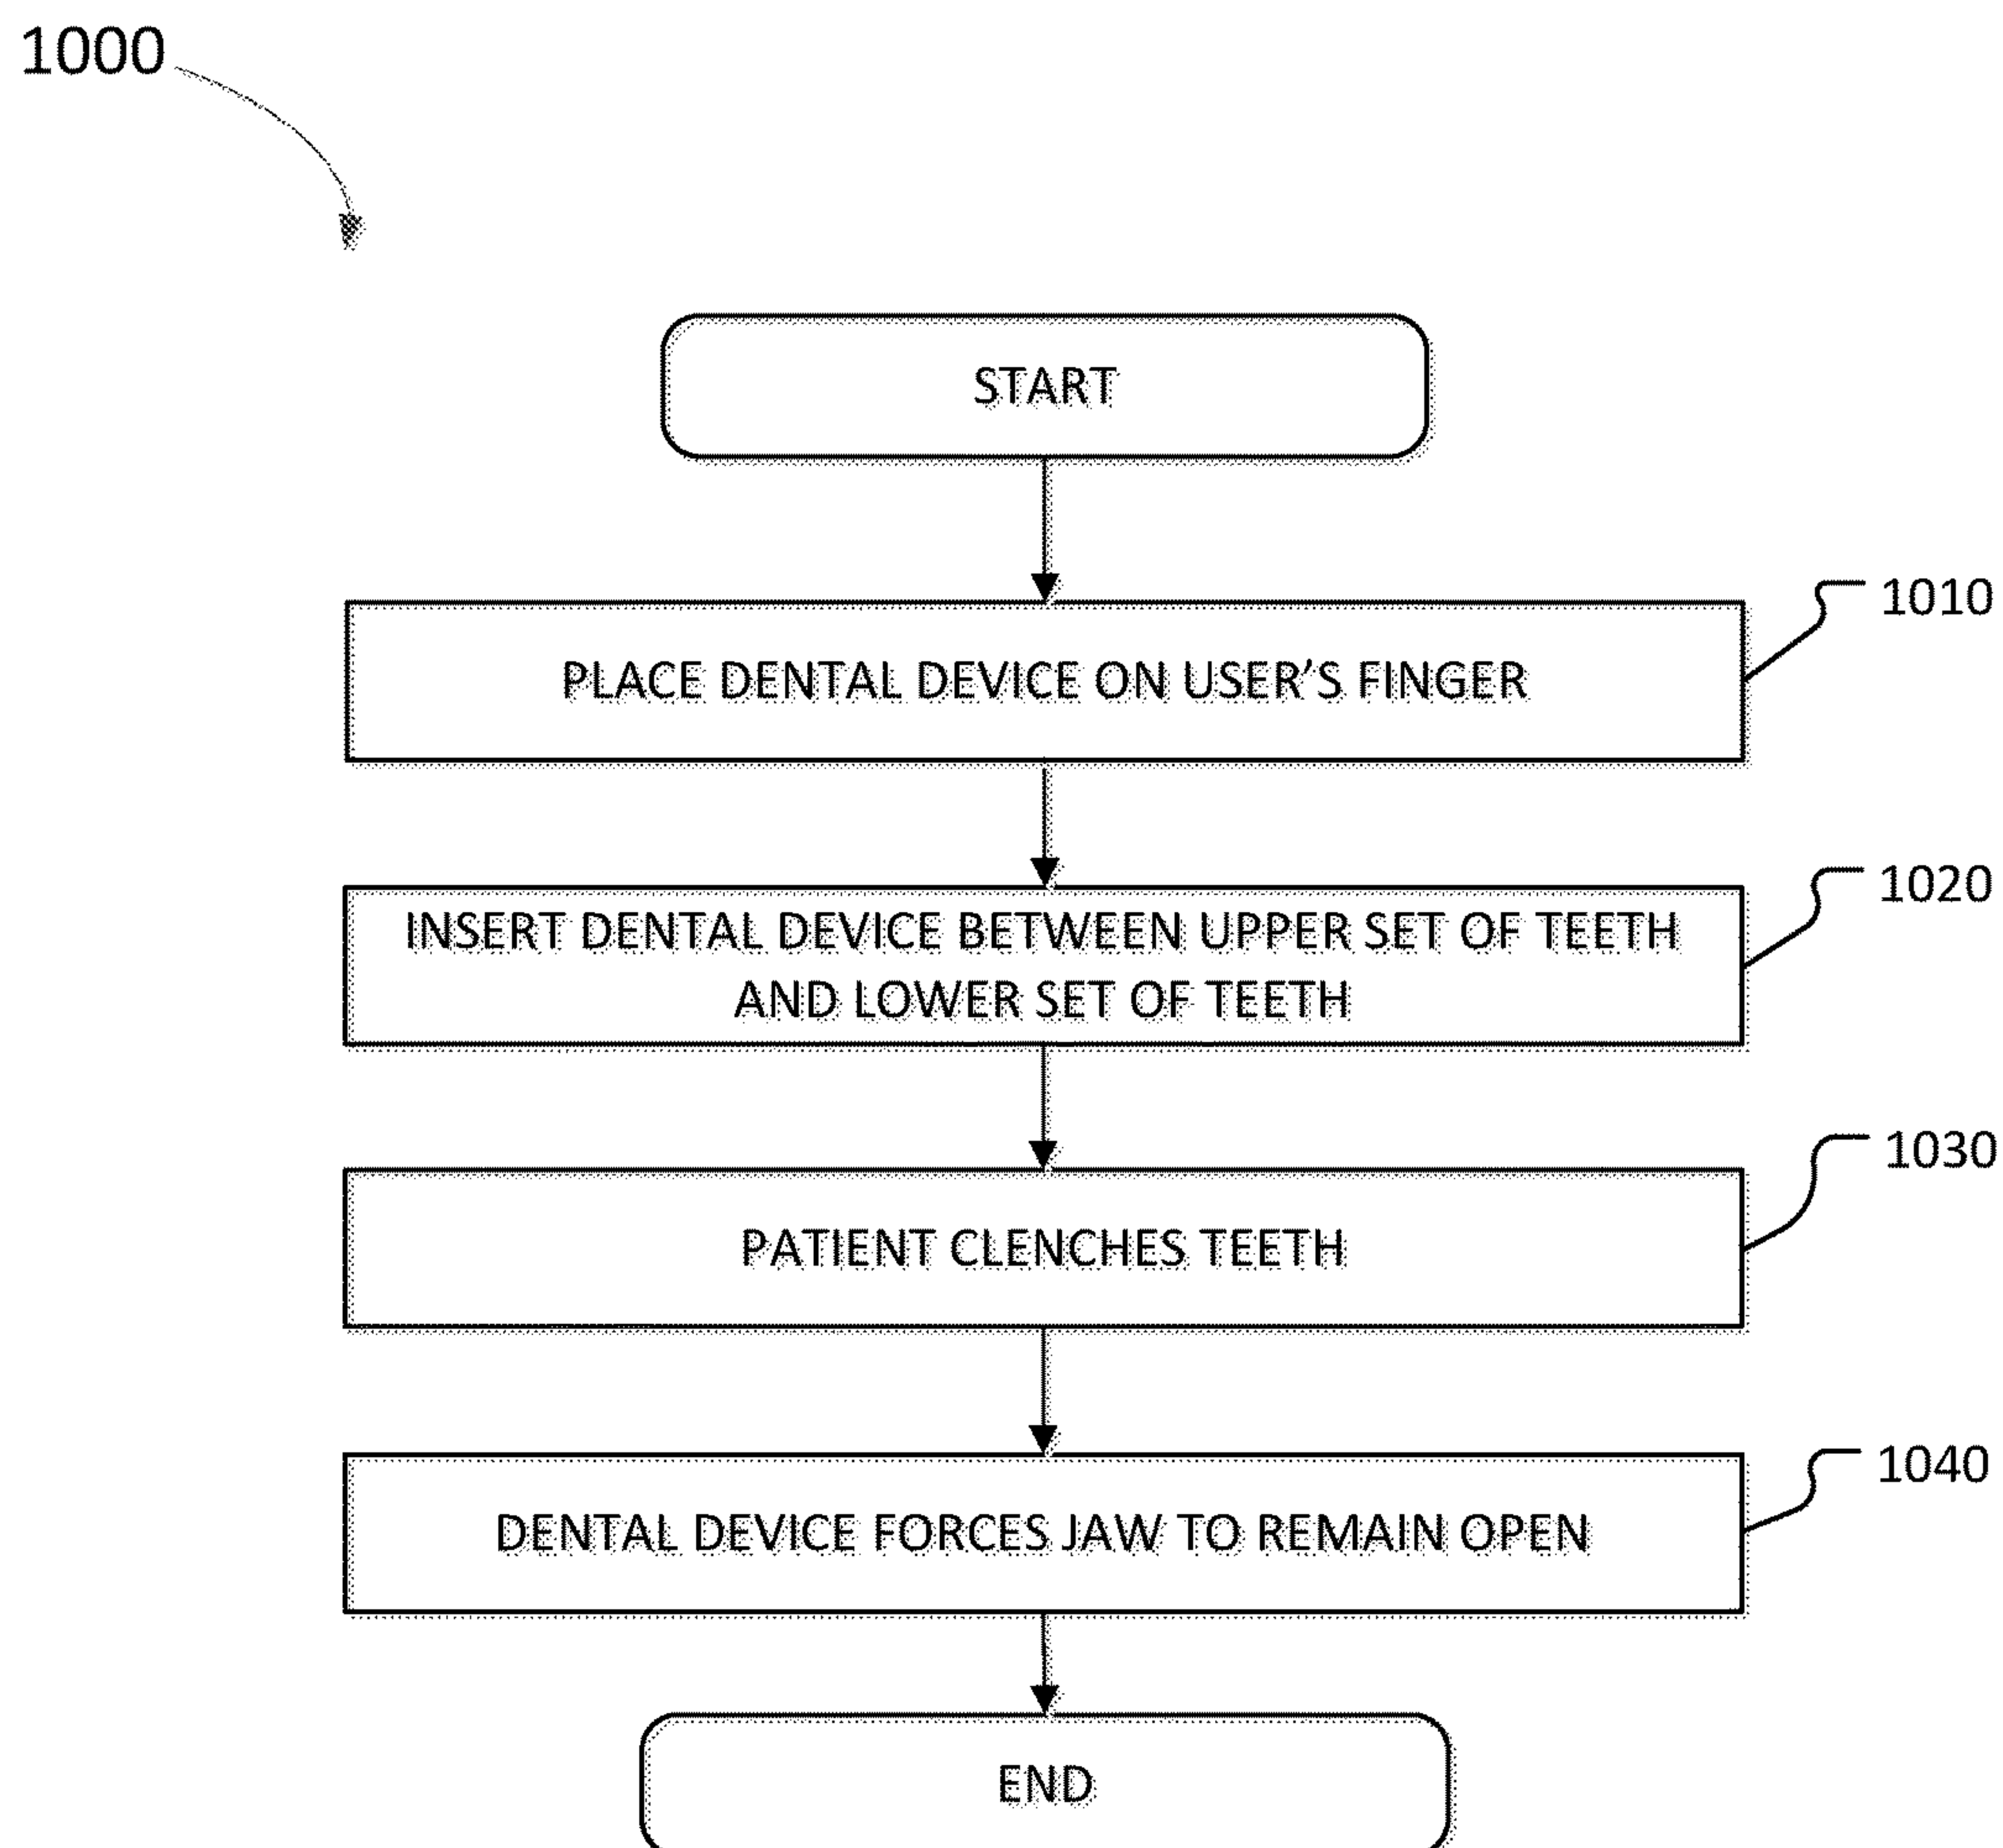 1000
START
PLACE DENTAL DEVICE ON USER'S FINGER
1010
INSERT DENTAL DEVICE BETWEEN UPPER SET OF TEETH
AND LOWER SET OF TEETH
1020
PATIENT CLENCHES TEETH
1030
DENTAL DEVICE FORCES JAW TO REMAIN OPEN
1040
END